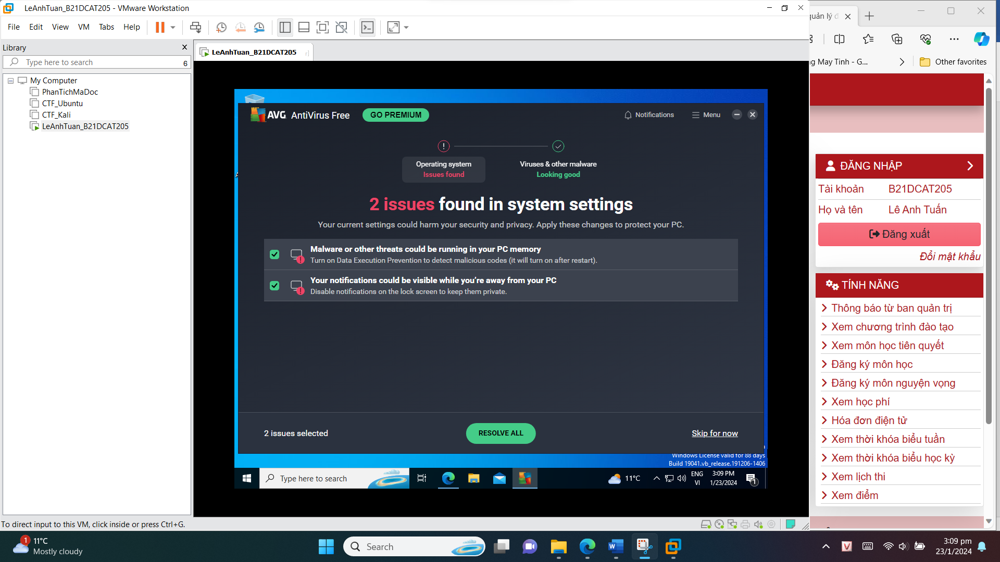 LeAnhTuan_B21DCAT205 - VMware Workstation
File Edit View VM Tabs Help
Library
Type here to search
6
My Computer
PhanTichMaDoc
CTF_Ubuntu
CTF_Kali
LeAnhTuan_B21DCAT205
To direct input to this VM, click inside or press Ctrl+G.
LeAnhTuan_B21DCAT205
AVG AntiVirus Free
GO PREMIUM
Notifications
Menu
Operating system
Issues found
Viruses & other malware
Looking good
2 issues found in system settings
Your current settings could harm your security and privacy. Apply these changes to protect your PC.
Malware or other threats could be running in your PC memory
Turn on Data Execution Prevention to detect malicious codes (it will turn on after restart).
Your notifications could be visible while you’re away from your PC
Disable notifications on the lock screen to keep them private.
2 issues selected
RESOLVE ALL
Skip for now
Windows License valid for 88 days
Build 19041.vb_release.191206-1406
Type here to search
11°C
ENG
VI
3:09 PM
1/23/2024
1
quản lý đ
ng May Tinh - G...
Other favorites
ĐĂNG NHẬP
Tài khoản B21DCAT205
Họ và tên Lê Anh Tuấn
Đăng xuất
Đổi mật khẩu
TÍNH NĂNG
Thông báo từ ban quản trị
Xem chương trình đào tạo
Xem môn học tiên quyết
Đăng ký môn học
Đăng ký môn nguyện vọng
Xem học phí
Hóa đơn điện tử
Xem thời khóa biểu tuần
Xem thời khóa biểu học kỳ
Xem lịch thi
Xem điểm
1
11°C
Mostly cloudy
Search
3:09 pm
23/1/2024